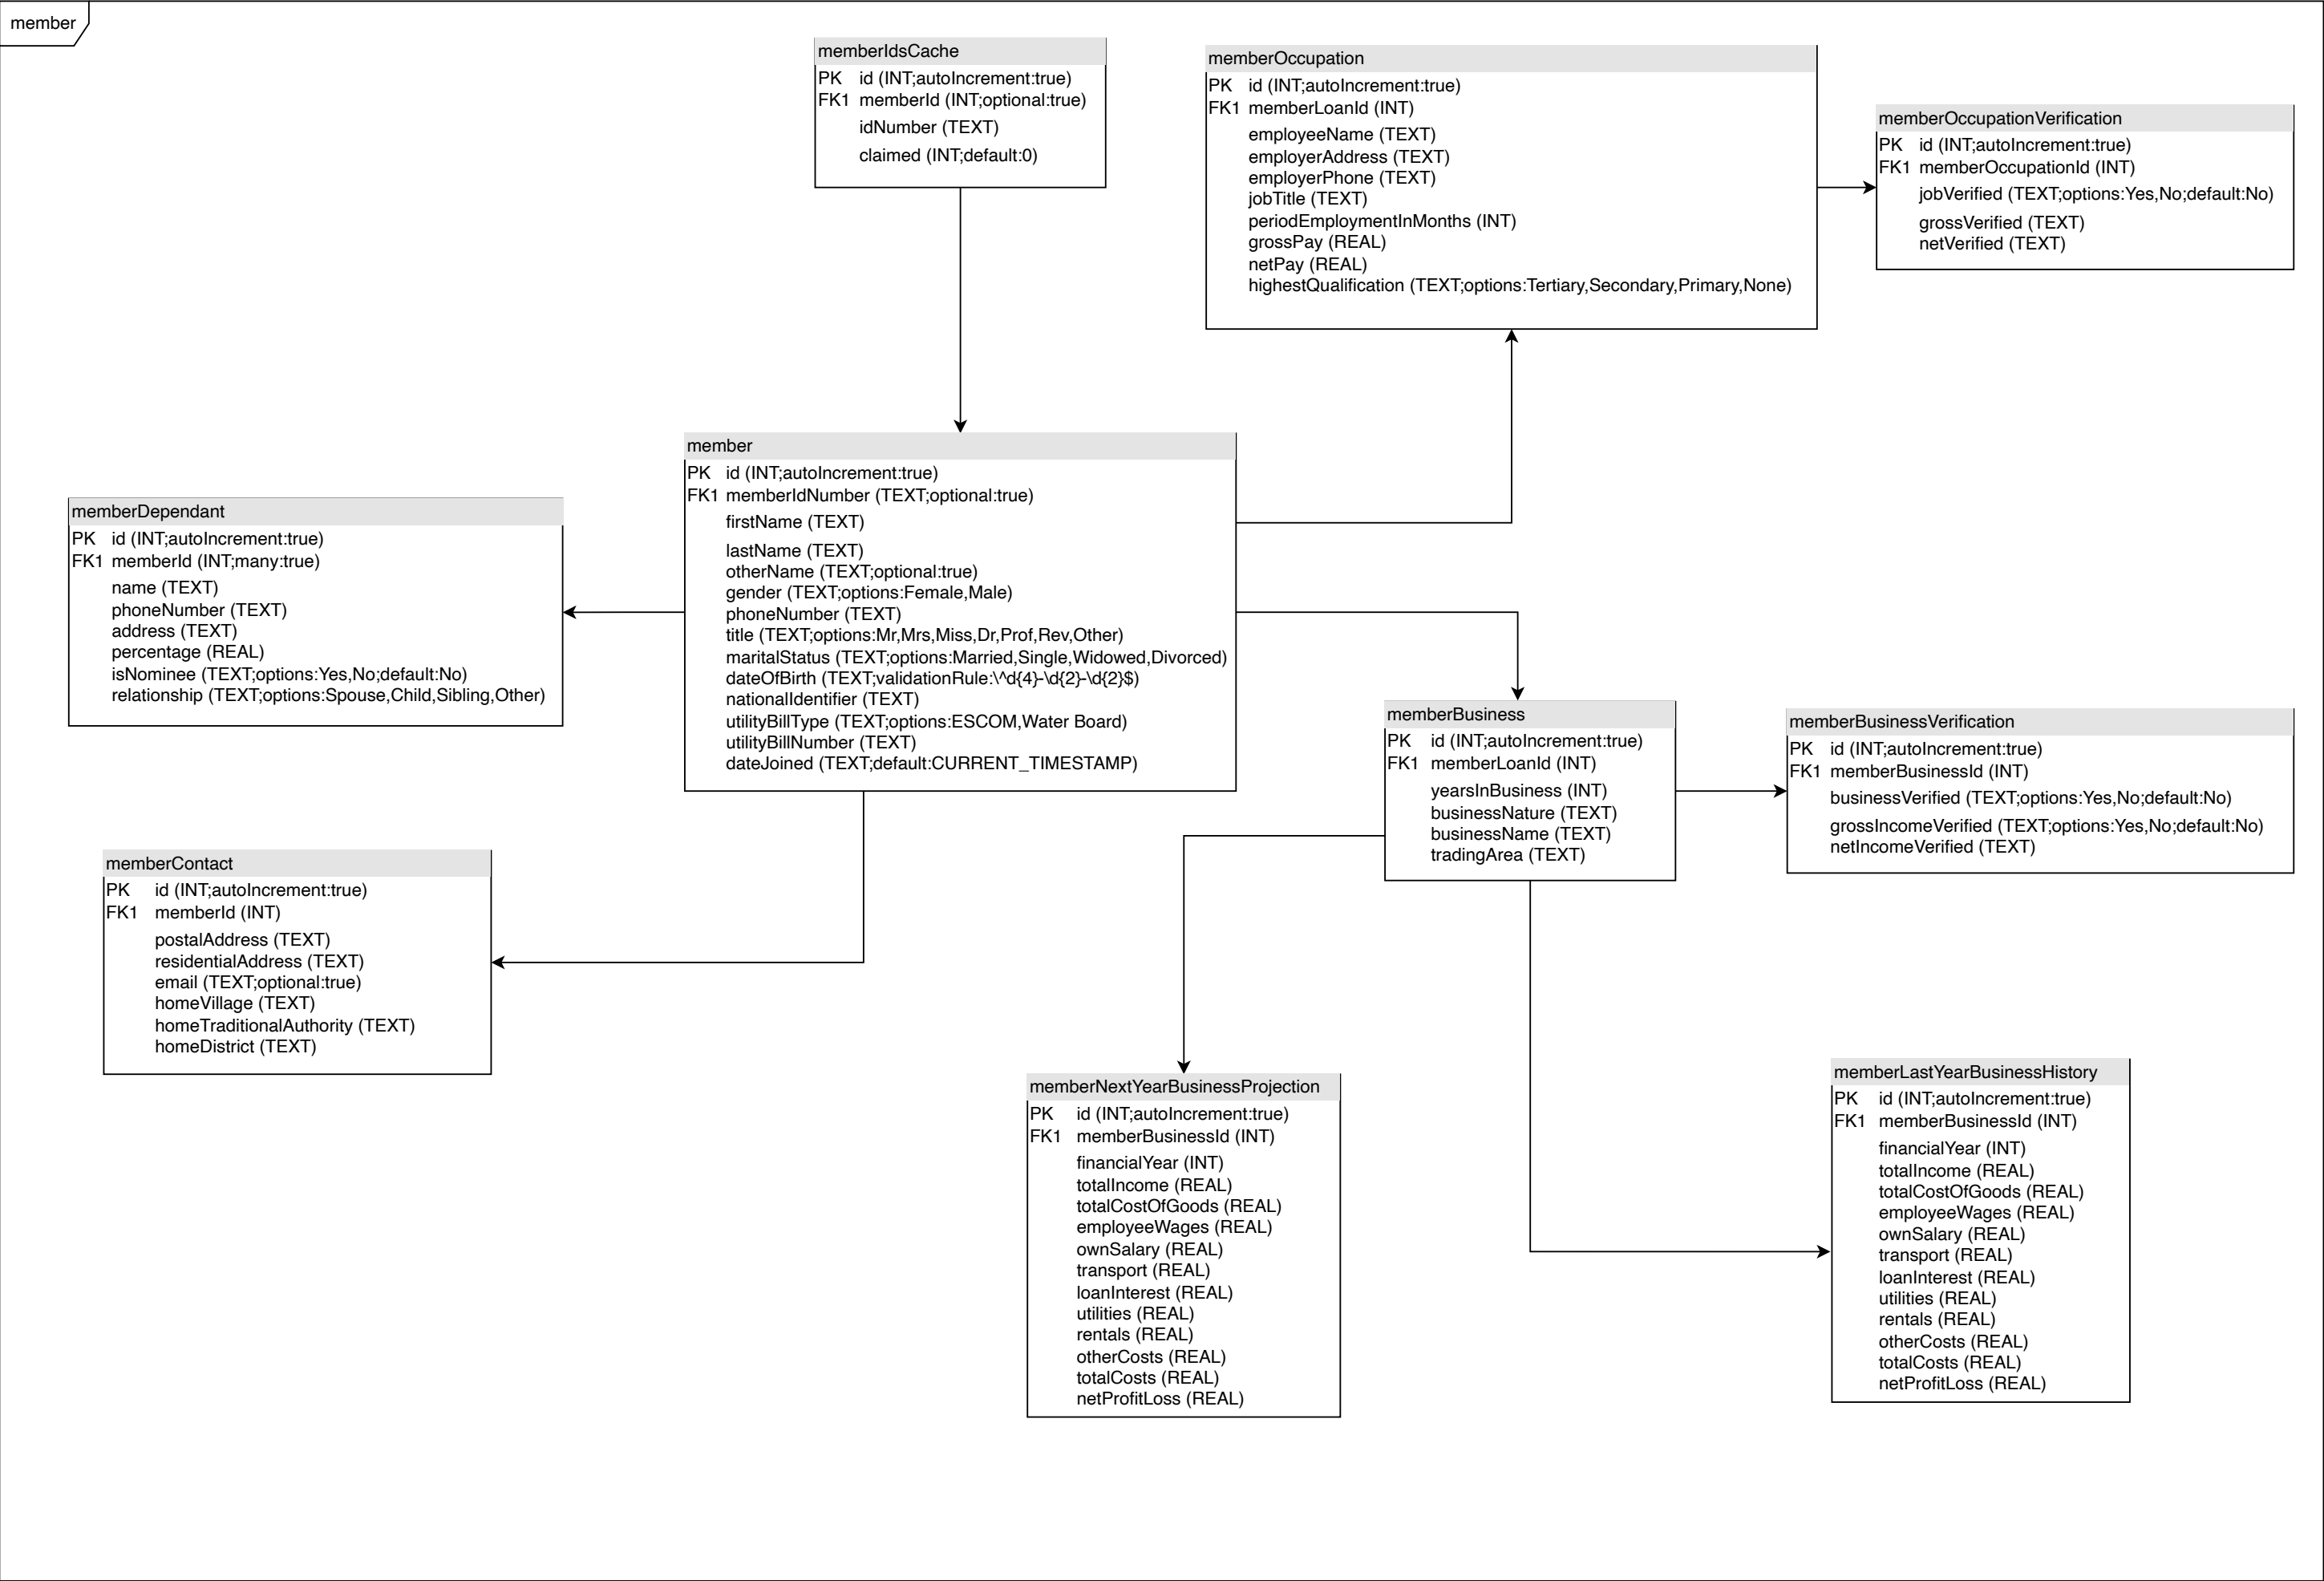 member
memberIdsCache
PK id (INT;autoIncrement:true)
FK1 memberId (INT;optional:true)
idNumber (TEXT)
claimed (INT;default:0)
memberOccupation
PK id (INT;autoIncrement:true)
FK1 memberLoanId (INT)
employeeName (TEXT)
employerAddress (TEXT)
employerPhone (TEXT)
jobTitle (TEXT)
periodEmploymentInMonths (INT)
grossPay (REAL)
netPay (REAL)
highestQualification (TEXT;options:Tertiary,Secondary,Primary,None)
memberOccupationVerification
PK id (INT;autoIncrement:true)
FK1 memberOccupationId (INT)
jobVerified (TEXT;options:Yes,No;default:No)
grossVerified (TEXT)
netVerified (TEXT)
member
PK id (INT;autoIncrement:true)
FK1 memberIdNumber (TEXT;optional:true)
firstName (TEXT)
lastName (TEXT)
otherName (TEXT;optional:true)
gender (TEXT;options:Female,Male)
phoneNumber (TEXT)
title (TEXT;options:Mr,Mrs,Miss,Dr,Prof,Rev,Other)
maritalStatus (TEXT;options:Married,Single,Widowed,Divorced)
dateOfBirth (TEXT;validationRule:\^d{4}-\d{2}-\d{2}$)
nationalIdentifier (TEXT)
utilityBillType (TEXT;options:ESCOM,Water Board)
utilityBillNumber (TEXT)
dateJoined (TEXT;default:CURRENT_TIMESTAMP)
memberDependant
PK id (INT;autoIncrement:true)
FK1 memberId (INT;many:true)
name (TEXT)
phoneNumber (TEXT)
address (TEXT)
percentage (REAL)
isNominee (TEXT;options:Yes,No;default:No)
relationship (TEXT;options:Spouse,Child,Sibling,Other)
memberBusiness
PK id (INT;autoIncrement:true)
FK1 memberLoanId (INT)
yearsInBusiness (INT)
businessNature (TEXT)
businessName (TEXT)
tradingArea (TEXT)
memberBusinessVerification
PK id (INT;autoIncrement:true)
FK1 memberBusinessId (INT)
businessVerified (TEXT;options:Yes,No;default:No)
grossIncomeVerified (TEXT;options:Yes,No;default:No)
netIncomeVerified (TEXT)
memberContact
PK id (INT;autoIncrement:true)
FK1 memberId (INT)
postalAddress (TEXT)
residentialAddress (TEXT)
email (TEXT;optional:true)
homeVillage (TEXT)
homeTraditionalAuthority (TEXT)
homeDistrict (TEXT)
memberNextYearBusinessProjection
PK id (INT;autoIncrement:true)
FK1 memberBusinessId (INT)
financialYear (INT)
totalIncome (REAL)
totalCostOfGoods (REAL)
employeeWages (REAL)
ownSalary (REAL)
transport (REAL)
loanInterest (REAL)
utilities (REAL)
rentals (REAL)
otherCosts (REAL)
totalCosts (REAL)
netProfitLoss (REAL)
memberLastYearBusinessHistory
PK id (INT;autoIncrement:true)
FK1 memberBusinessId (INT)
financialYear (INT)
totalIncome (REAL)
totalCostOfGoods (REAL)
employeeWages (REAL)
ownSalary (REAL)
transport (REAL)
loanInterest (REAL)
utilities (REAL)
rentals (REAL)
otherCosts (REAL)
totalCosts (REAL)
netProfitLoss (REAL)